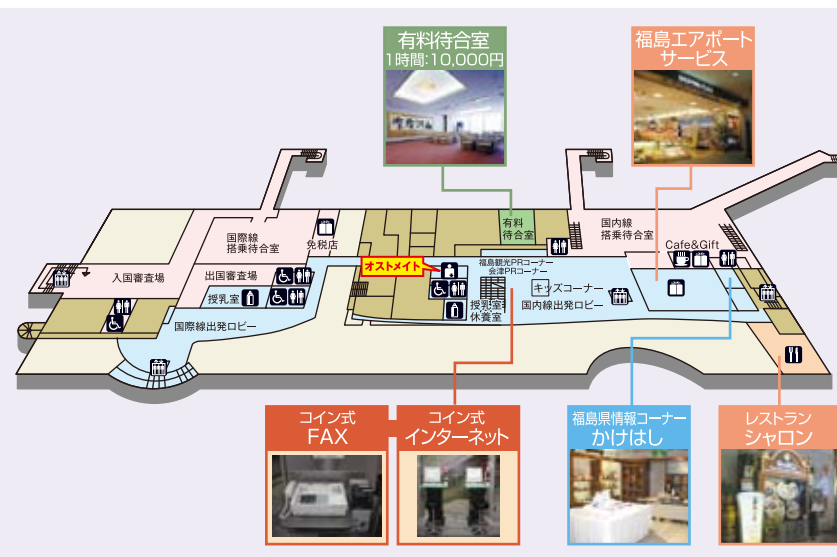 有料待合室
1時間:10,000円
福島エアポート
サービス
国際線
搭乗待合室
免税店
有料
待合室
国内線
搭乗待合室
Cafe&Gift
入国審査場
出国審査場
オストメイト
福島観光PRコーナー
会津PRコーナー
授乳室
キッズコーナー
授乳室
休養室
国内線出発ロビー
国際線出発ロビー
コイン式
FAX
コイン式
インターネット
福島県情報コーナー
かけはし
レストラン
シャロン